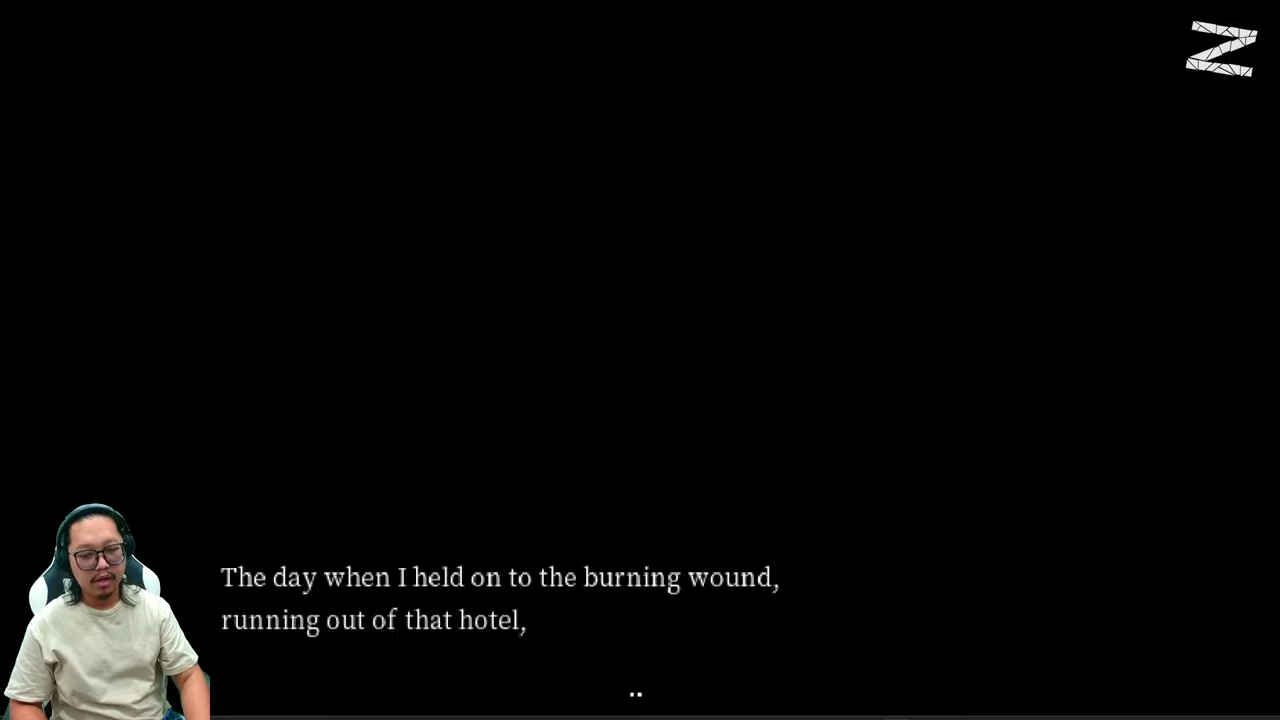 Z
The day when I held on to the burning wound,
running out of that hotel,
..